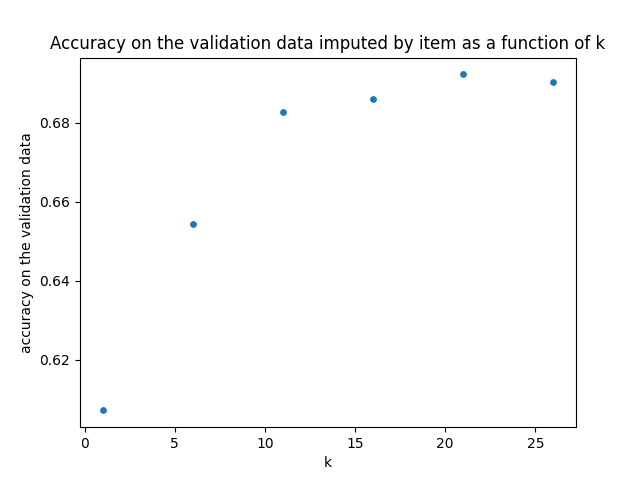 Accuracy on the validation data imputed by item as a function of k
accuracy on the validation data
0.68
0.66
0.64
0.62
0 5 10 15 20 25
k